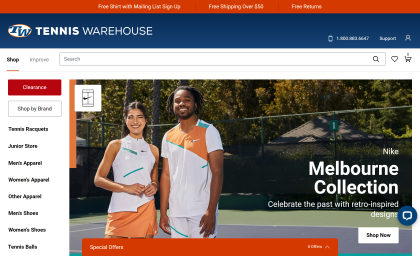 Free Shirt with Mailing List Sign Up
Free Shipping Over $50
Free Returns
TW TENNIS WAREHOUSE
1.800.883.6647
Support
0
Shop
Improve
Search
Clearance
Shop by Brand
Tennis Racquets
Junior Store
Men's Apparel
Women's Apparel
Other Apparel
Men's Shoes
Women's Shoes
Tennis Balls
Nike
Melbourne
Collection
Celebrate the past with retro-inspired
designs
Shop Now
Special Offers
6 Offers